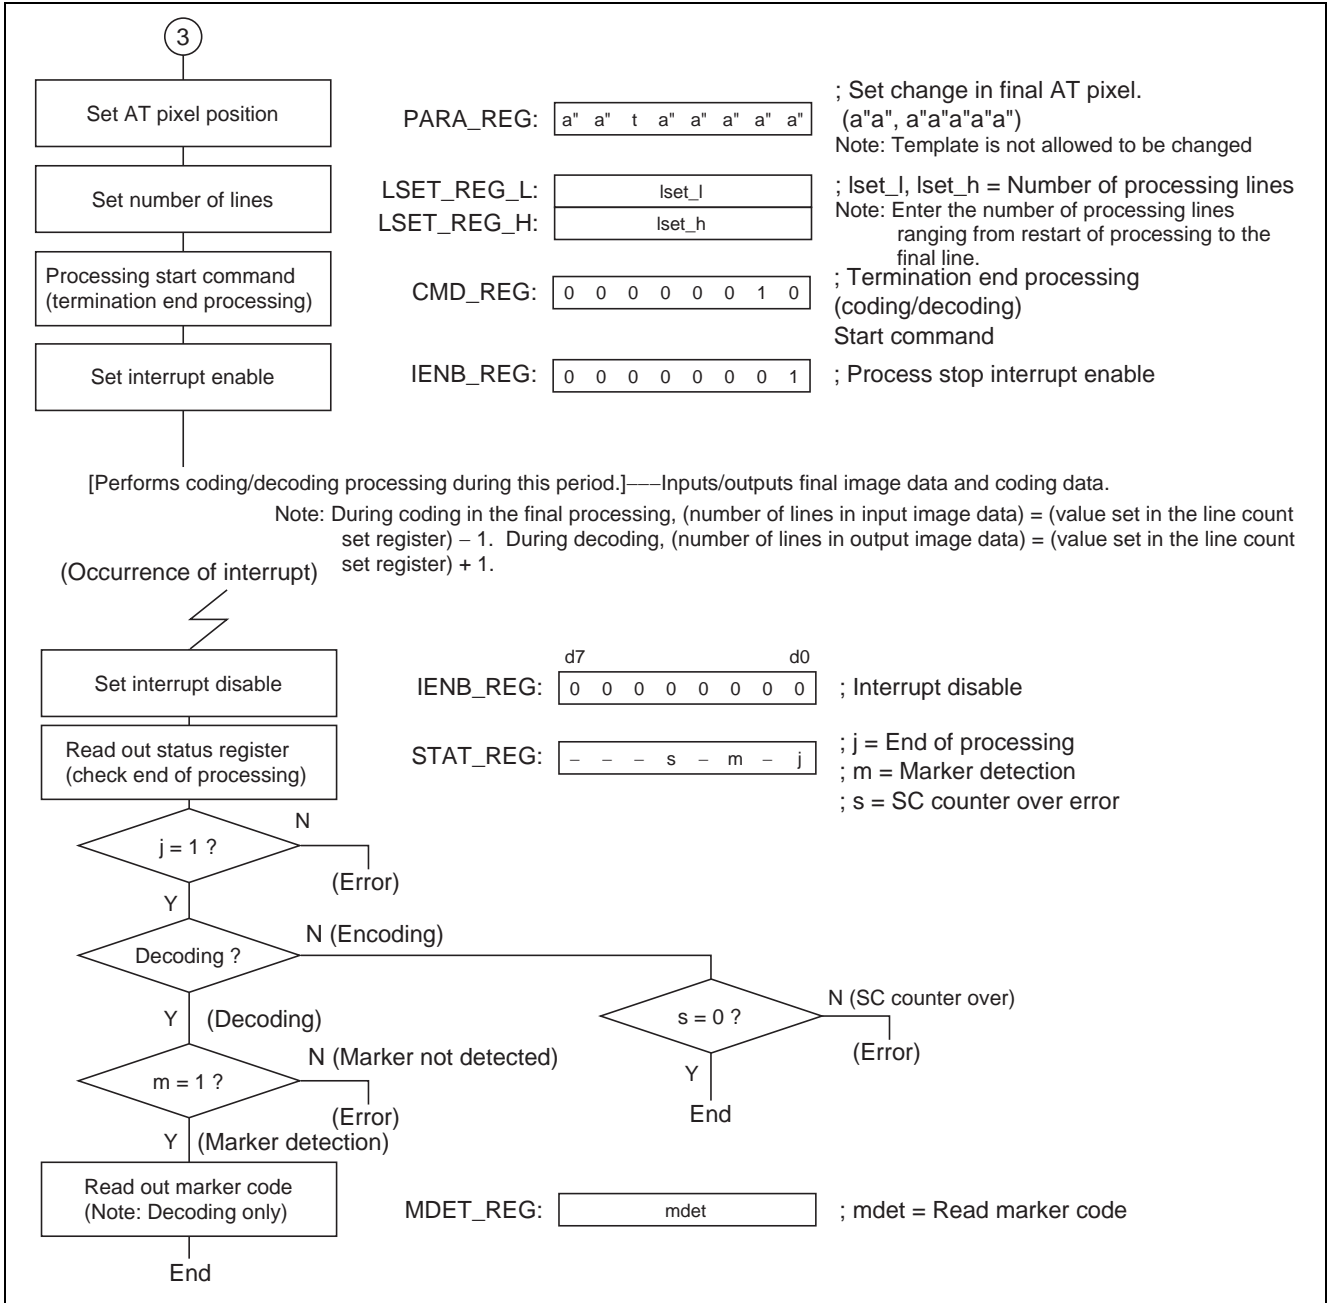 3
Set AT pixel position
PARA_REG: a" a" t a" a" a" a" a"
; Set change in final AT pixel.
(a"a", a"a"a"a"a")
Note: Template is not allowed to be changed
Set number of lines
LSET_REG_L: lset_l
LSET_REG_H: lset_h
; lset_l, lset_h = Number of processing lines
Note: Enter the number of processing lines
ranging from restart of processing to the
final line.
Processing start command
(termination end processing)
CMD_REG: 0 0 0 0 0 0 1 0
; Termination end processing
(coding/decoding)
Start command
Set interrupt enable
IENB_REG: 0 0 0 0 0 0 0 1 ; Process stop interrupt enable
[Performs coding/decoding processing during this period.]–––Inputs/outputs final image data and coding data.
Note: During coding in the final processing, (number of lines in input image data) = (value set in the line count
set register) – 1. During decoding, (number of lines in output image data) = (value set in the line count
set register) + 1.
(Occurrence of interrupt)
d7 d0
Set interrupt disable
IENB_REG: 0 0 0 0 0 0 0 0 ; Interrupt disable
Read out status register
(check end of processing)
STAT_REG: – – – s – m – j
; j = End of processing
; m = Marker detection
; s = SC counter over error
j = 1 ?
N
(Error)
Y
Decoding ?
N (Encoding)
s = 0 ?
N (SC counter over)
(Error)
Y
End
Y (Decoding)
m = 1 ?
N (Marker not detected)
(Error)
Y (Marker detection)
Read out marker code
(Note: Decoding only)
MDET_REG: mdet ; mdet = Read marker code
End